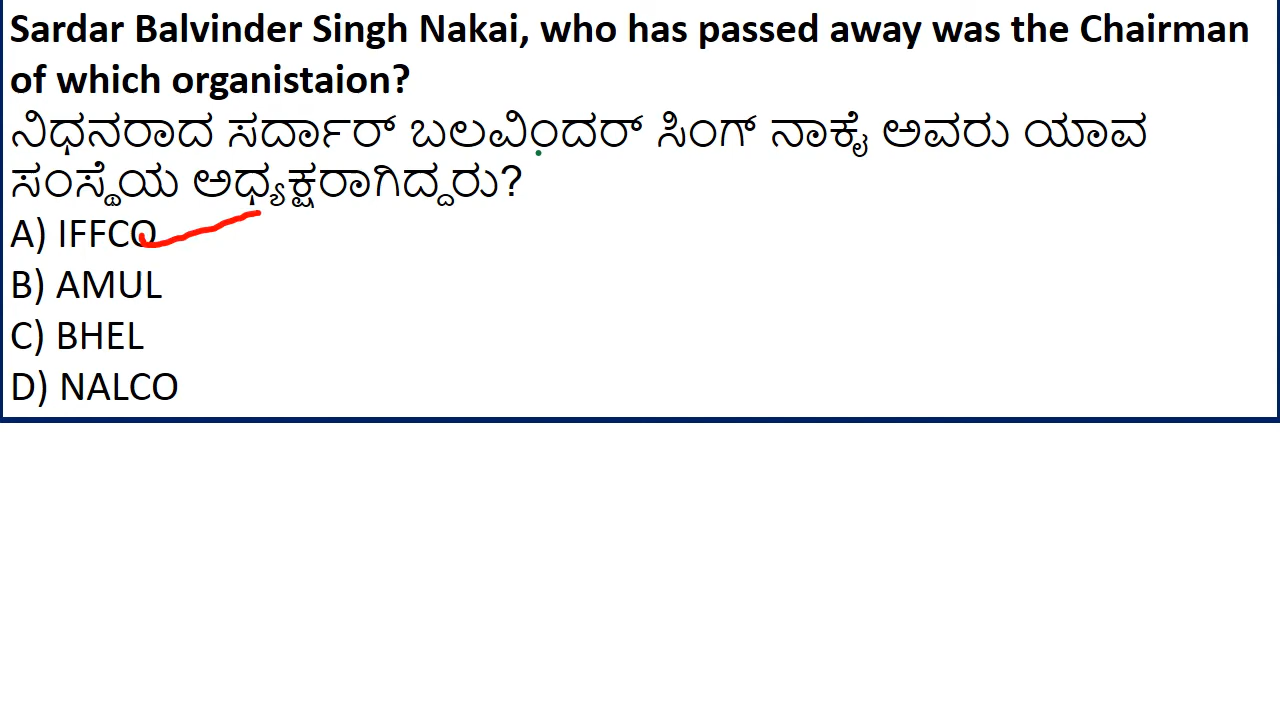 Sardar Balvinder Singh Nakai, who has passed away was the Chairman
of which organistaion?
ನಿಧನರಾದ ಸರ್ದಾರ್ ಬಲವಿಂದರ್ ಸಿಂಗ್ ನಾಕೈ ಅವರು ಯಾವ
ಸಂಸ್ಥೆಯ ಅಧ್ಯಕ್ಷರಾಗಿದ್ದರು?
A) IFFCO
B) AMUL
C) BHEL
D) NALCO